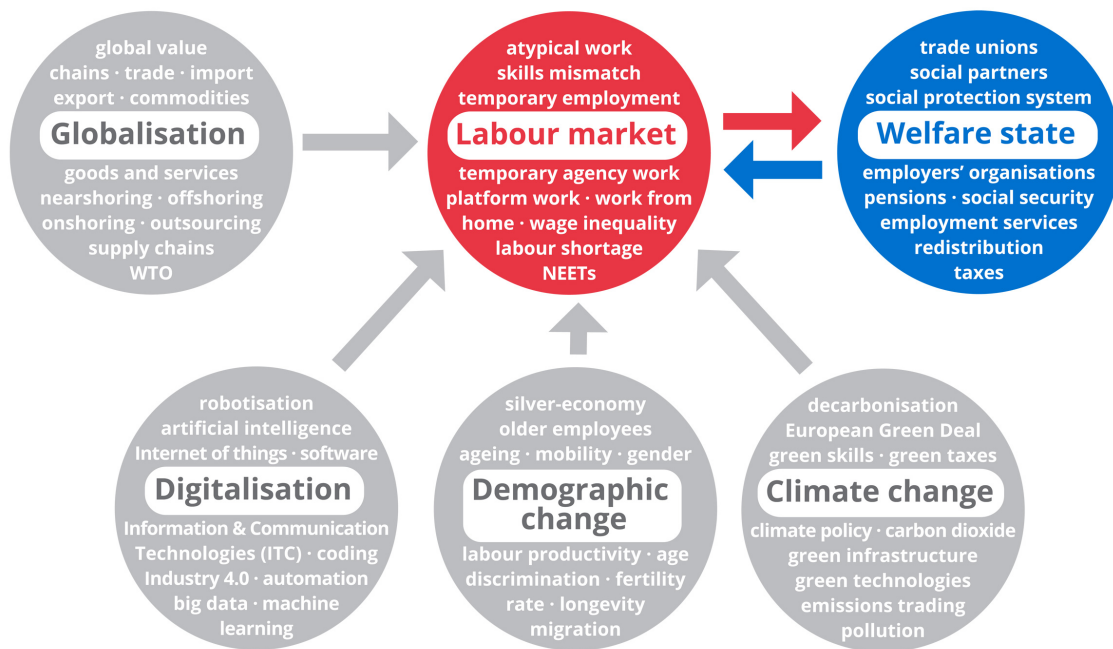 global value
chains · trade · import
export · commodities
Globalisation
goods and services
nearshoring · offshoring
onshoring · outsourcing
supply chains
WTO
atypical work
skills mismatch
temporary employment
Labour market
temporary agency work
platform work · work from
home · wage inequality
labour shortage
NEETs
trade unions
social partners
social protection system
Welfare state
employers’ organisations
pensions · social security
employment services
redistribution
taxes
robotisation
artificial intelligence
Internet of things · software
Digitalisation
Information & Communication
Technologies (ITC) · coding
Industry 4.0 · automation
big data · machine
learning
silver-economy
older employees
ageing · mobility · gender
Demographic
change
labour productivity · age
discrimination · fertility
rate · longevity
migration
decarbonisation
European Green Deal
green skills · green taxes
Climate change
climate policy · carbon dioxide
green infrastructure
green technologies
emissions trading
pollution